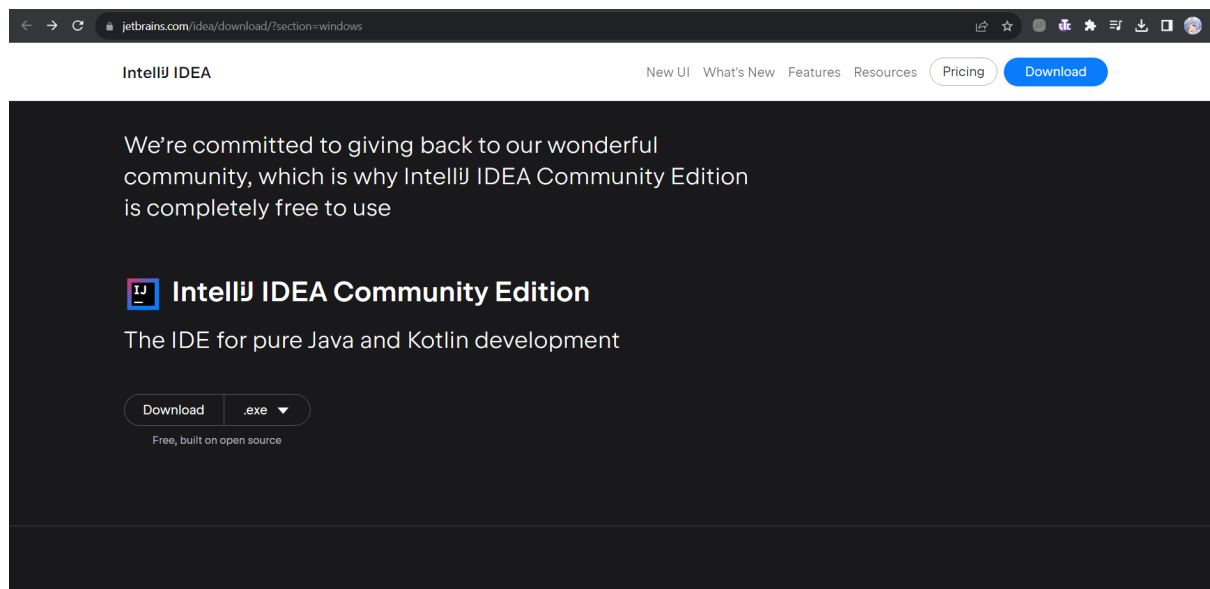 jetbrains.com/idea/download/?section=windows
IntelliJ IDEA
New UI What's New Features Resources Pricing Download
We're committed to giving back to our wonderful
community, which is why IntelliJ IDEA Community Edition
is completely free to use
IJ IntelliJ IDEA Community Edition
The IDE for pure Java and Kotlin development
Download .exe
Free, built on open source